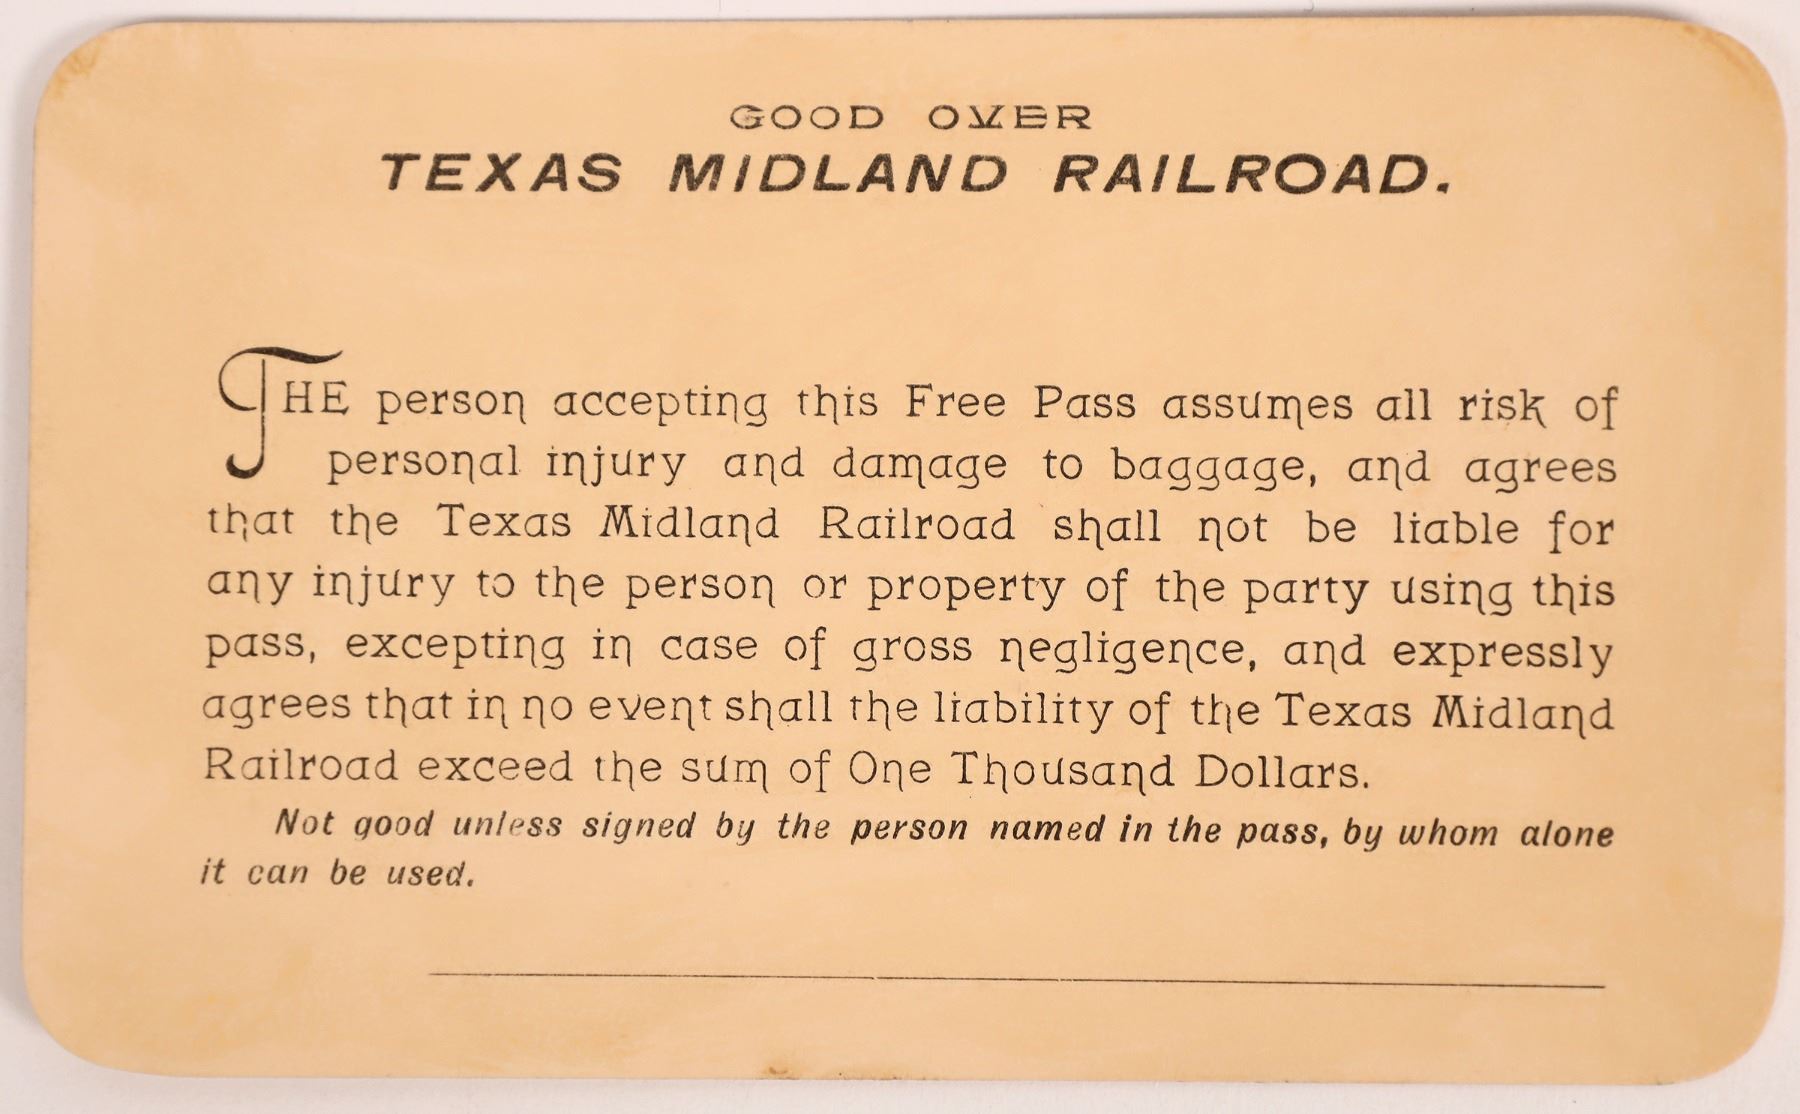 GOOD OVER
TEXAS MIDLAND RAILROAD.
THE person accepting this Free Pass assumes all risk of
personal injury and damage to baggage, and agrees
that the Texas Midland Railroad shall not be liable for
any injury to the person or property of the party using this
pass, excepting in case of gross negligence, and expressly
agrees that in no event shall the liability of the Texas Midland
Railroad exceed the sum of One Thousand Dollars.
Not good unless signed by the person named in the pass, by whom alone
it can be used.